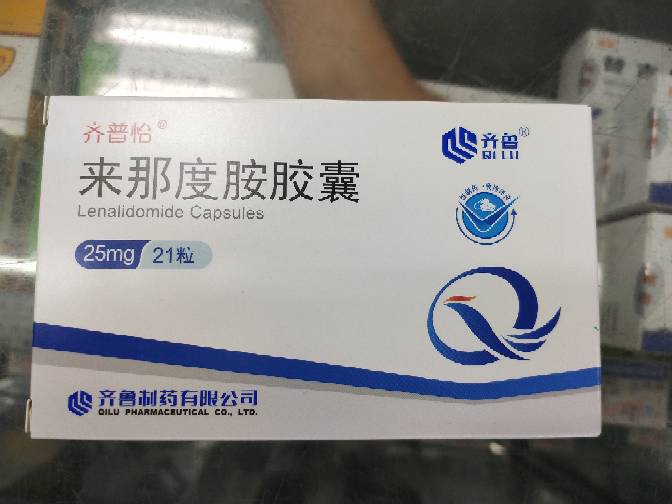 齐普怡®
来那度胺胶囊
Lenalidomide Capsules
25mg 21粒
齐鲁®
QILU
齐鲁制药有限公司
QILU PHARMACEUTICAL CO., LTD.